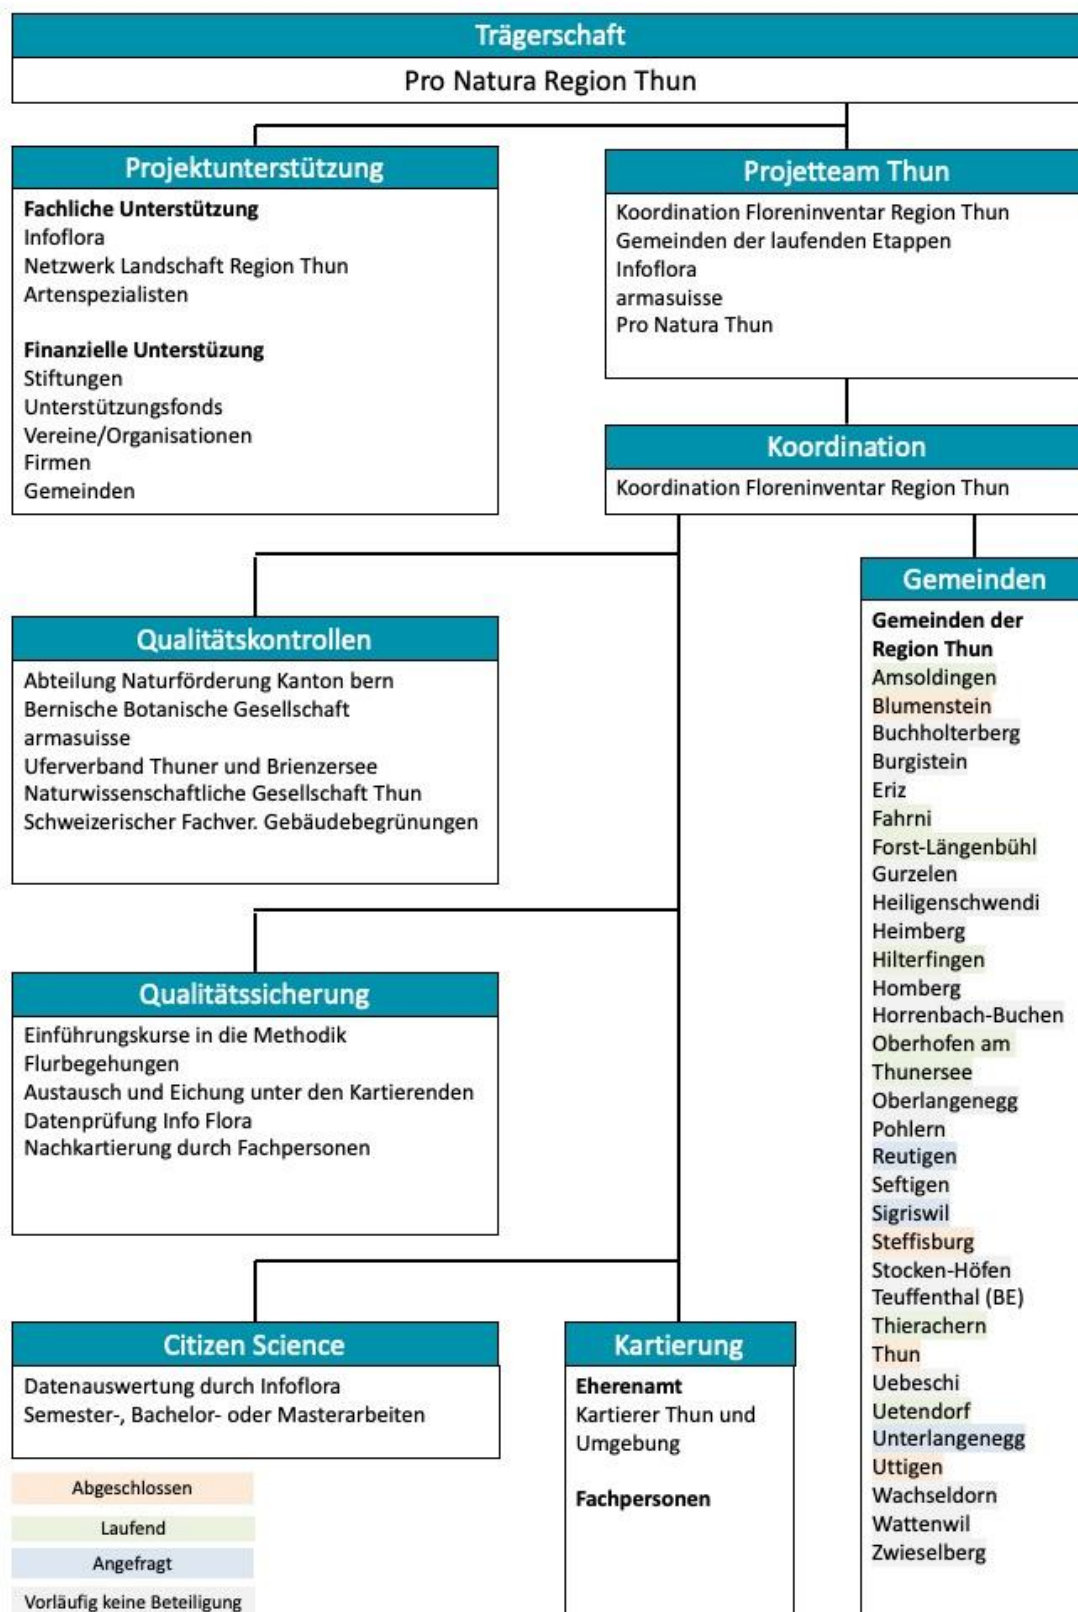 Trägerschaft
Pro Natura Region Thun
Projektunterstützung
Fachliche Unterstützung
Infoflora
Netzwerk Landschaft Region Thun
Artenspezialisten
Finanzielle Unterstüzung
Stiftungen
Unterstützungsfonds
Vereine/Organisationen
Firmen
Gemeinden
Projetteam Thun
Koordination Floreninventar Region Thun
Gemeinden der laufenden Etappen
Infoflora
armasuisse
Pro Natura Thun
Koordination
Koordination Floreninventar Region Thun
Qualitätskontrollen
Abteilung Naturförderung Kanton bern
Bernische Botanische Gesellschaft
armasuisse
Uferverband Thuner und Brienzersee
Naturwissenschaftliche Gesellschaft Thun
Schweizerischer Fachver. Gebäudebegrünungen
Qualitätssicherung
Einführungskurse in die Methodik
Flurbegehungen
Austausch und Eichung unter den Kartierenden
Datenprüfung Info Flora
Nachkartierung durch Fachpersonen
Citizen Science
Datenauswertung durch Infoflora
Semester-, Bachelor- oder Masterarbeiten
Kartierung
Eherenamt
Kartierer Thun und
Umgebung
Fachpersonen
Gemeinden
Gemeinden der
Region Thun
Amsoldingen
Blumenstein
Buchholterberg
Burgistein
Eriz
Fahrni
Forst-Längenbühl
Gurzelen
Heiligenschwendi
Heimberg
Hilterfingen
Homberg
Horrenbach-Buchen
Oberhofen am
Thunersee
Oberlangenegg
Pohlern
Reutigen
Seftigen
Sigriswil
Steffisburg
Stocken-Höfen
Teuffenthal (BE)
Thierachern
Thun
Uebeschi
Uetendorf
Unterlangenegg
Uttigen
Wachseldorn
Wattenwil
Zwieselberg
Abgeschlossen
Laufend
Angefragt
Vorläufig keine Beteiligung